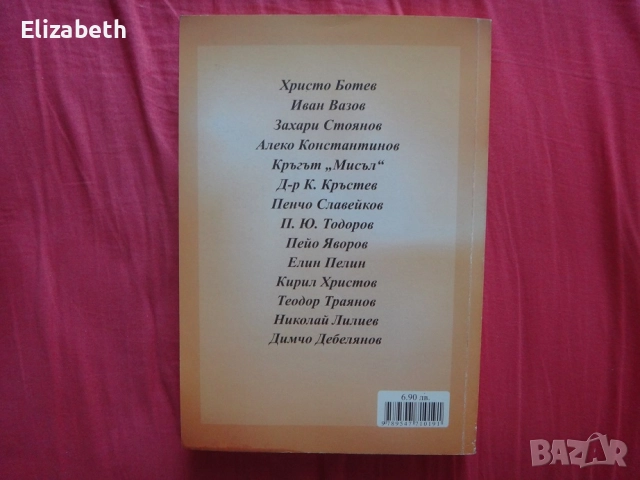 Elizabeth
Христо Ботев
Иван Вазов
Захари Стоянов
Алеко Константинов
Кръгът „Мисъл“
Д-р К. Кръстев
Пенчо Славейков
П. Ю. Тодоров
Пейо Яворов
Елин Пелин
Кирил Христов
Теодор Траянов
Николай Лилиев
Димчо Дебелянов
6.90 лв.
BAZAR